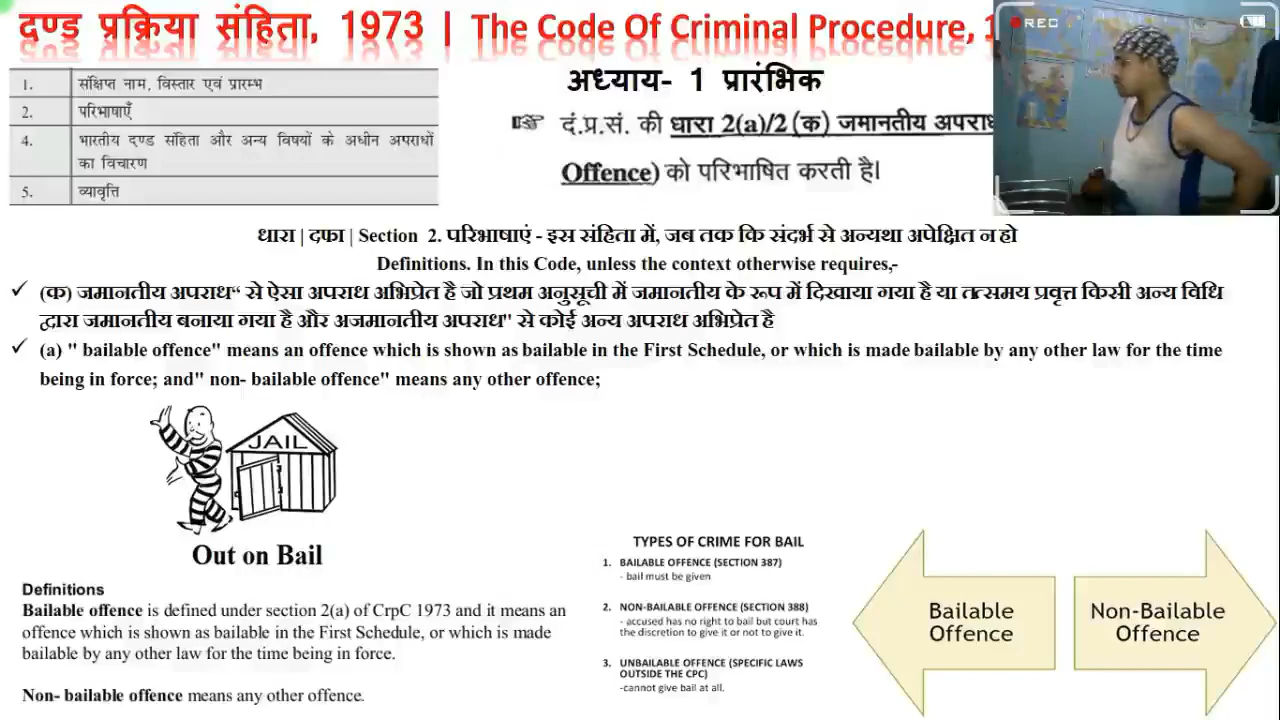 दण्ड प्रक्रिया संहिता, 1973 | The Code Of Criminal Procedure, 1
REC
1. संक्षिप्त नाम, विस्तार एवं प्रारम्भ
2. परिभाषाएँ
4. भारतीय दण्ड संहिता और अन्य विषयों के अधीन अपराधों
का विचारण
5. व्यावृत्ति
अध्याय- 1 प्रारंभिक
दं.प्र.सं. की धारा 2(a)/2 (क) जमानतीय अपराध
Offence) को परिभाषित करती है।
धारा | दफा | Section 2. परिभाषाएं - इस संहिता में, जब तक कि संदर्भ से अन्यथा अपेक्षित न हो
Definitions. In this Code, unless the context otherwise requires,-
(क) जमानतीय अपराध“ से ऐसा अपराध अभिप्रेत है जो प्रथम अनुसूची में जमानतीय के रूप में दिखाया गया है या तत्समय प्रवृत्त किसी अन्य विधि
द्वारा जमानतीय बनाया गया है और अजमानतीय अपराध" से कोई अन्य अपराध अभिप्रेत है
(a) " bailable offence" means an offence which is shown as bailable in the First Schedule, or which is made bailable by any other law for the time
being in force; and" non- bailable offence" means any other offence;
JAIL
Out on Bail
Definitions
Bailable offence is defined under section 2(a) of CrpC 1973 and it means an
offence which is shown as bailable in the First Schedule, or which is made
bailable by any other law for the time being in force.
Non- bailable offence means any other offence.
TYPES OF CRIME FOR BAIL
1. BAILABLE OFFENCE (SECTION 387)
- bail must be given
2. NON-BAILABLE OFFENCE (SECTION 388)
- accused has no right to bail but court has
the discretion to give it or not to give it.
3. UNBAILABLE OFFENCE (SPECIFIC LAWS
OUTSIDE THE CPC)
-cannot give bail at all.
Bailable
Offence
Non-Bailable
Offence